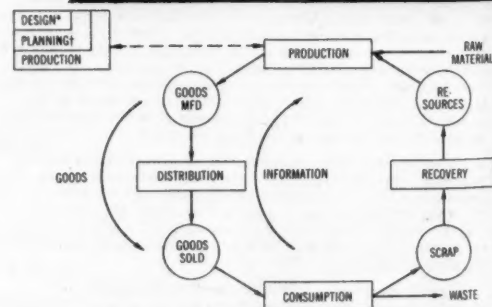 DESIGN*
PLANNING†
PRODUCTION
PRODUCTION
RAW
MATERIAL
GOODS
MFD
RE-
SOURCES
GOODS
DISTRIBUTION
INFORMATION
RECOVERY
GOODS
SOLD
SCRAP
CONSUMPTION
WASTE